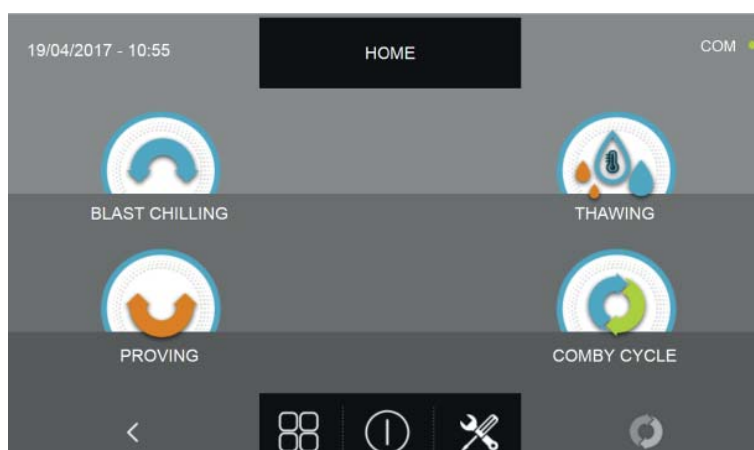 19/04/2017 - 10:55
HOME
COM
BLAST CHILLING
THAWING
PROVING
COMBY CYCLE